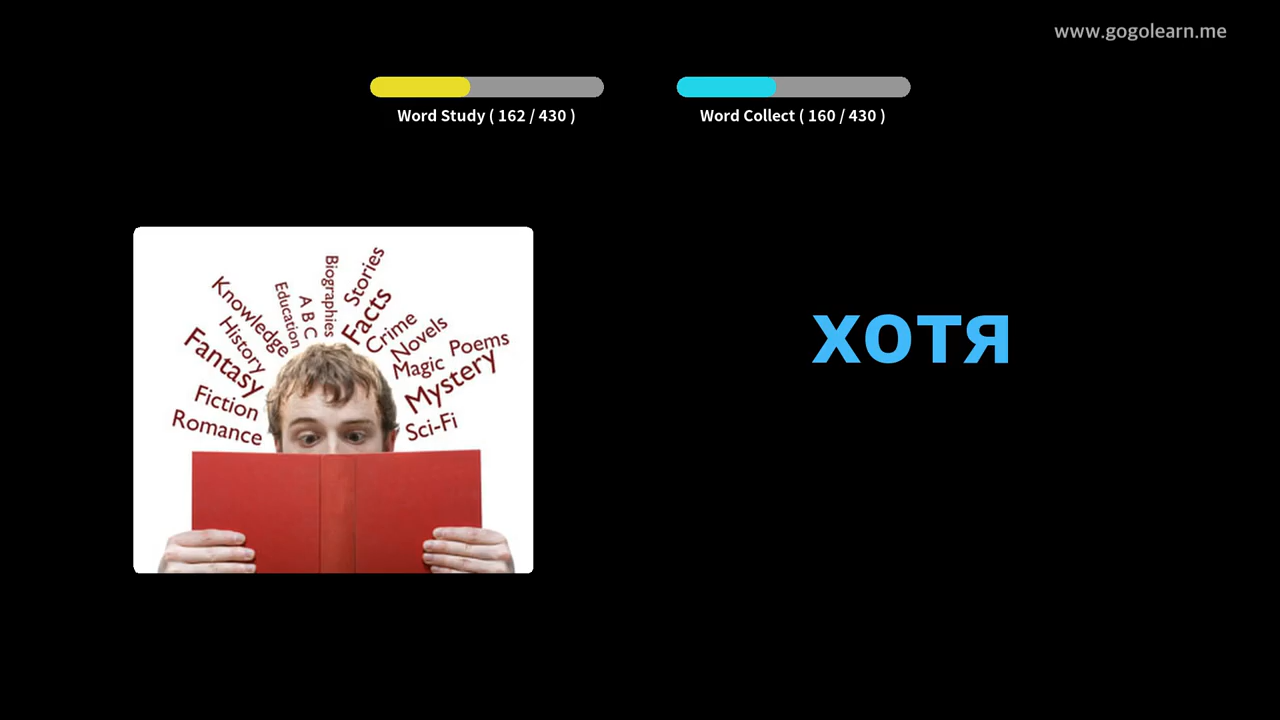 www.gogolearn.me
Word Study ( 162 / 430 )
Word Collect ( 160 / 430 )
Biographies
Stories
Education
A B C
Facts
Knowledge
Crime
History
Novels
Fantasy
Magic
Poems
Mystery
Fiction
Romance
Sci-Fi
хотя